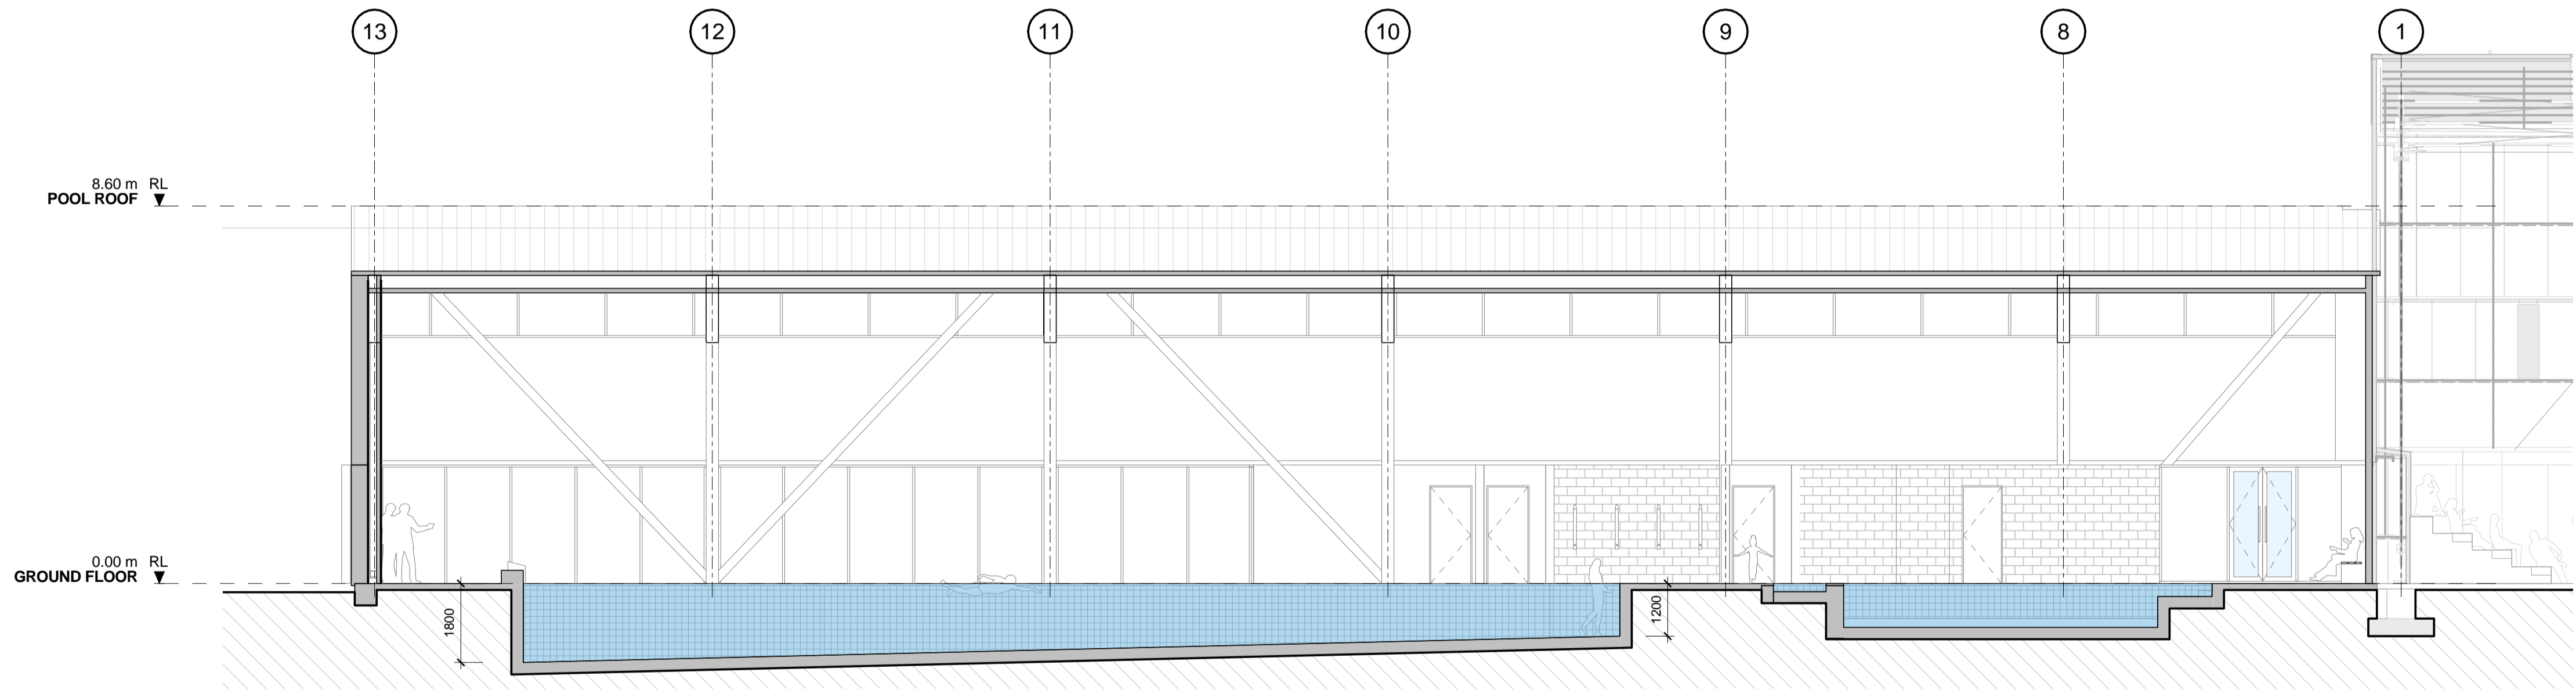 13 12 11 10 9 8 1
8.60 m RL
POOL ROOF
0.00 m RL
GROUND FLOOR
1800
1200